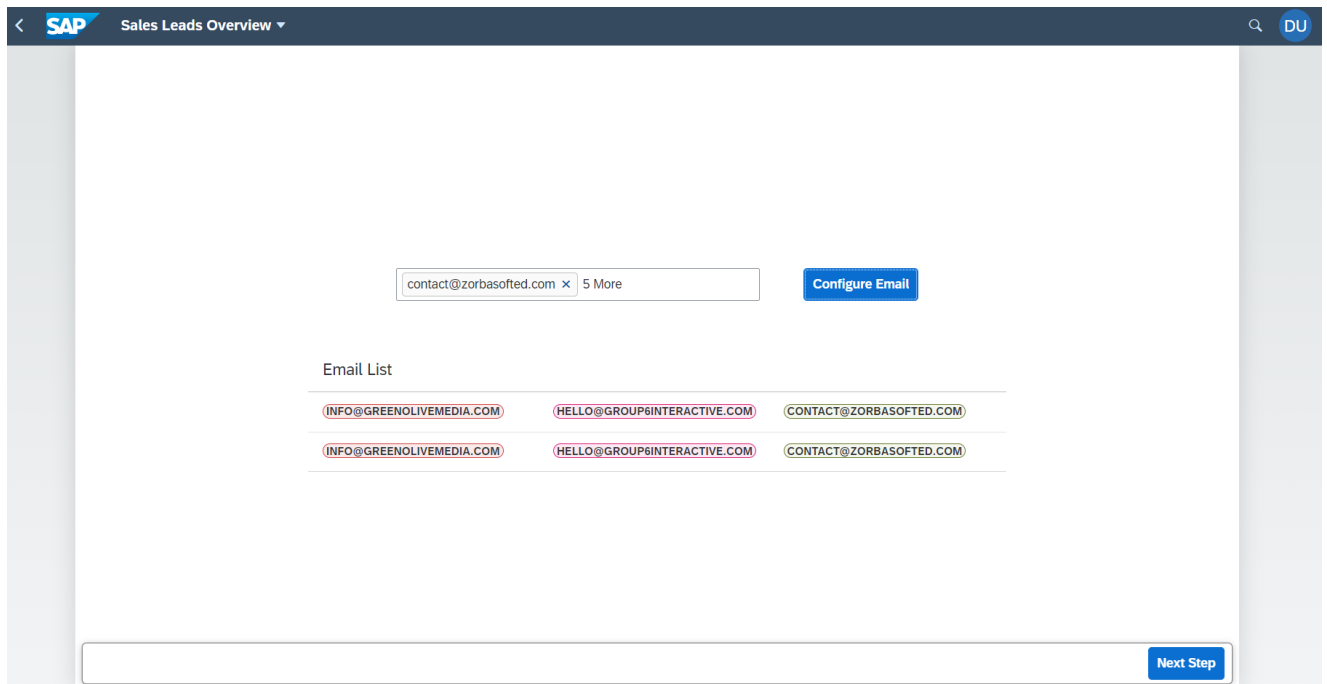 SAP Sales Leads Overview DU
contact@zorbasofted.com 5 More Configure Email
Email List
INFO@GREENOLIVEMEDIA.COM HELLO@GROUP6INTERACTIVE.COM CONTACT@ZORBASOFTED.COM
INFO@GREENOLIVEMEDIA.COM HELLO@GROUP6INTERACTIVE.COM CONTACT@ZORBASOFTED.COM
Next Step